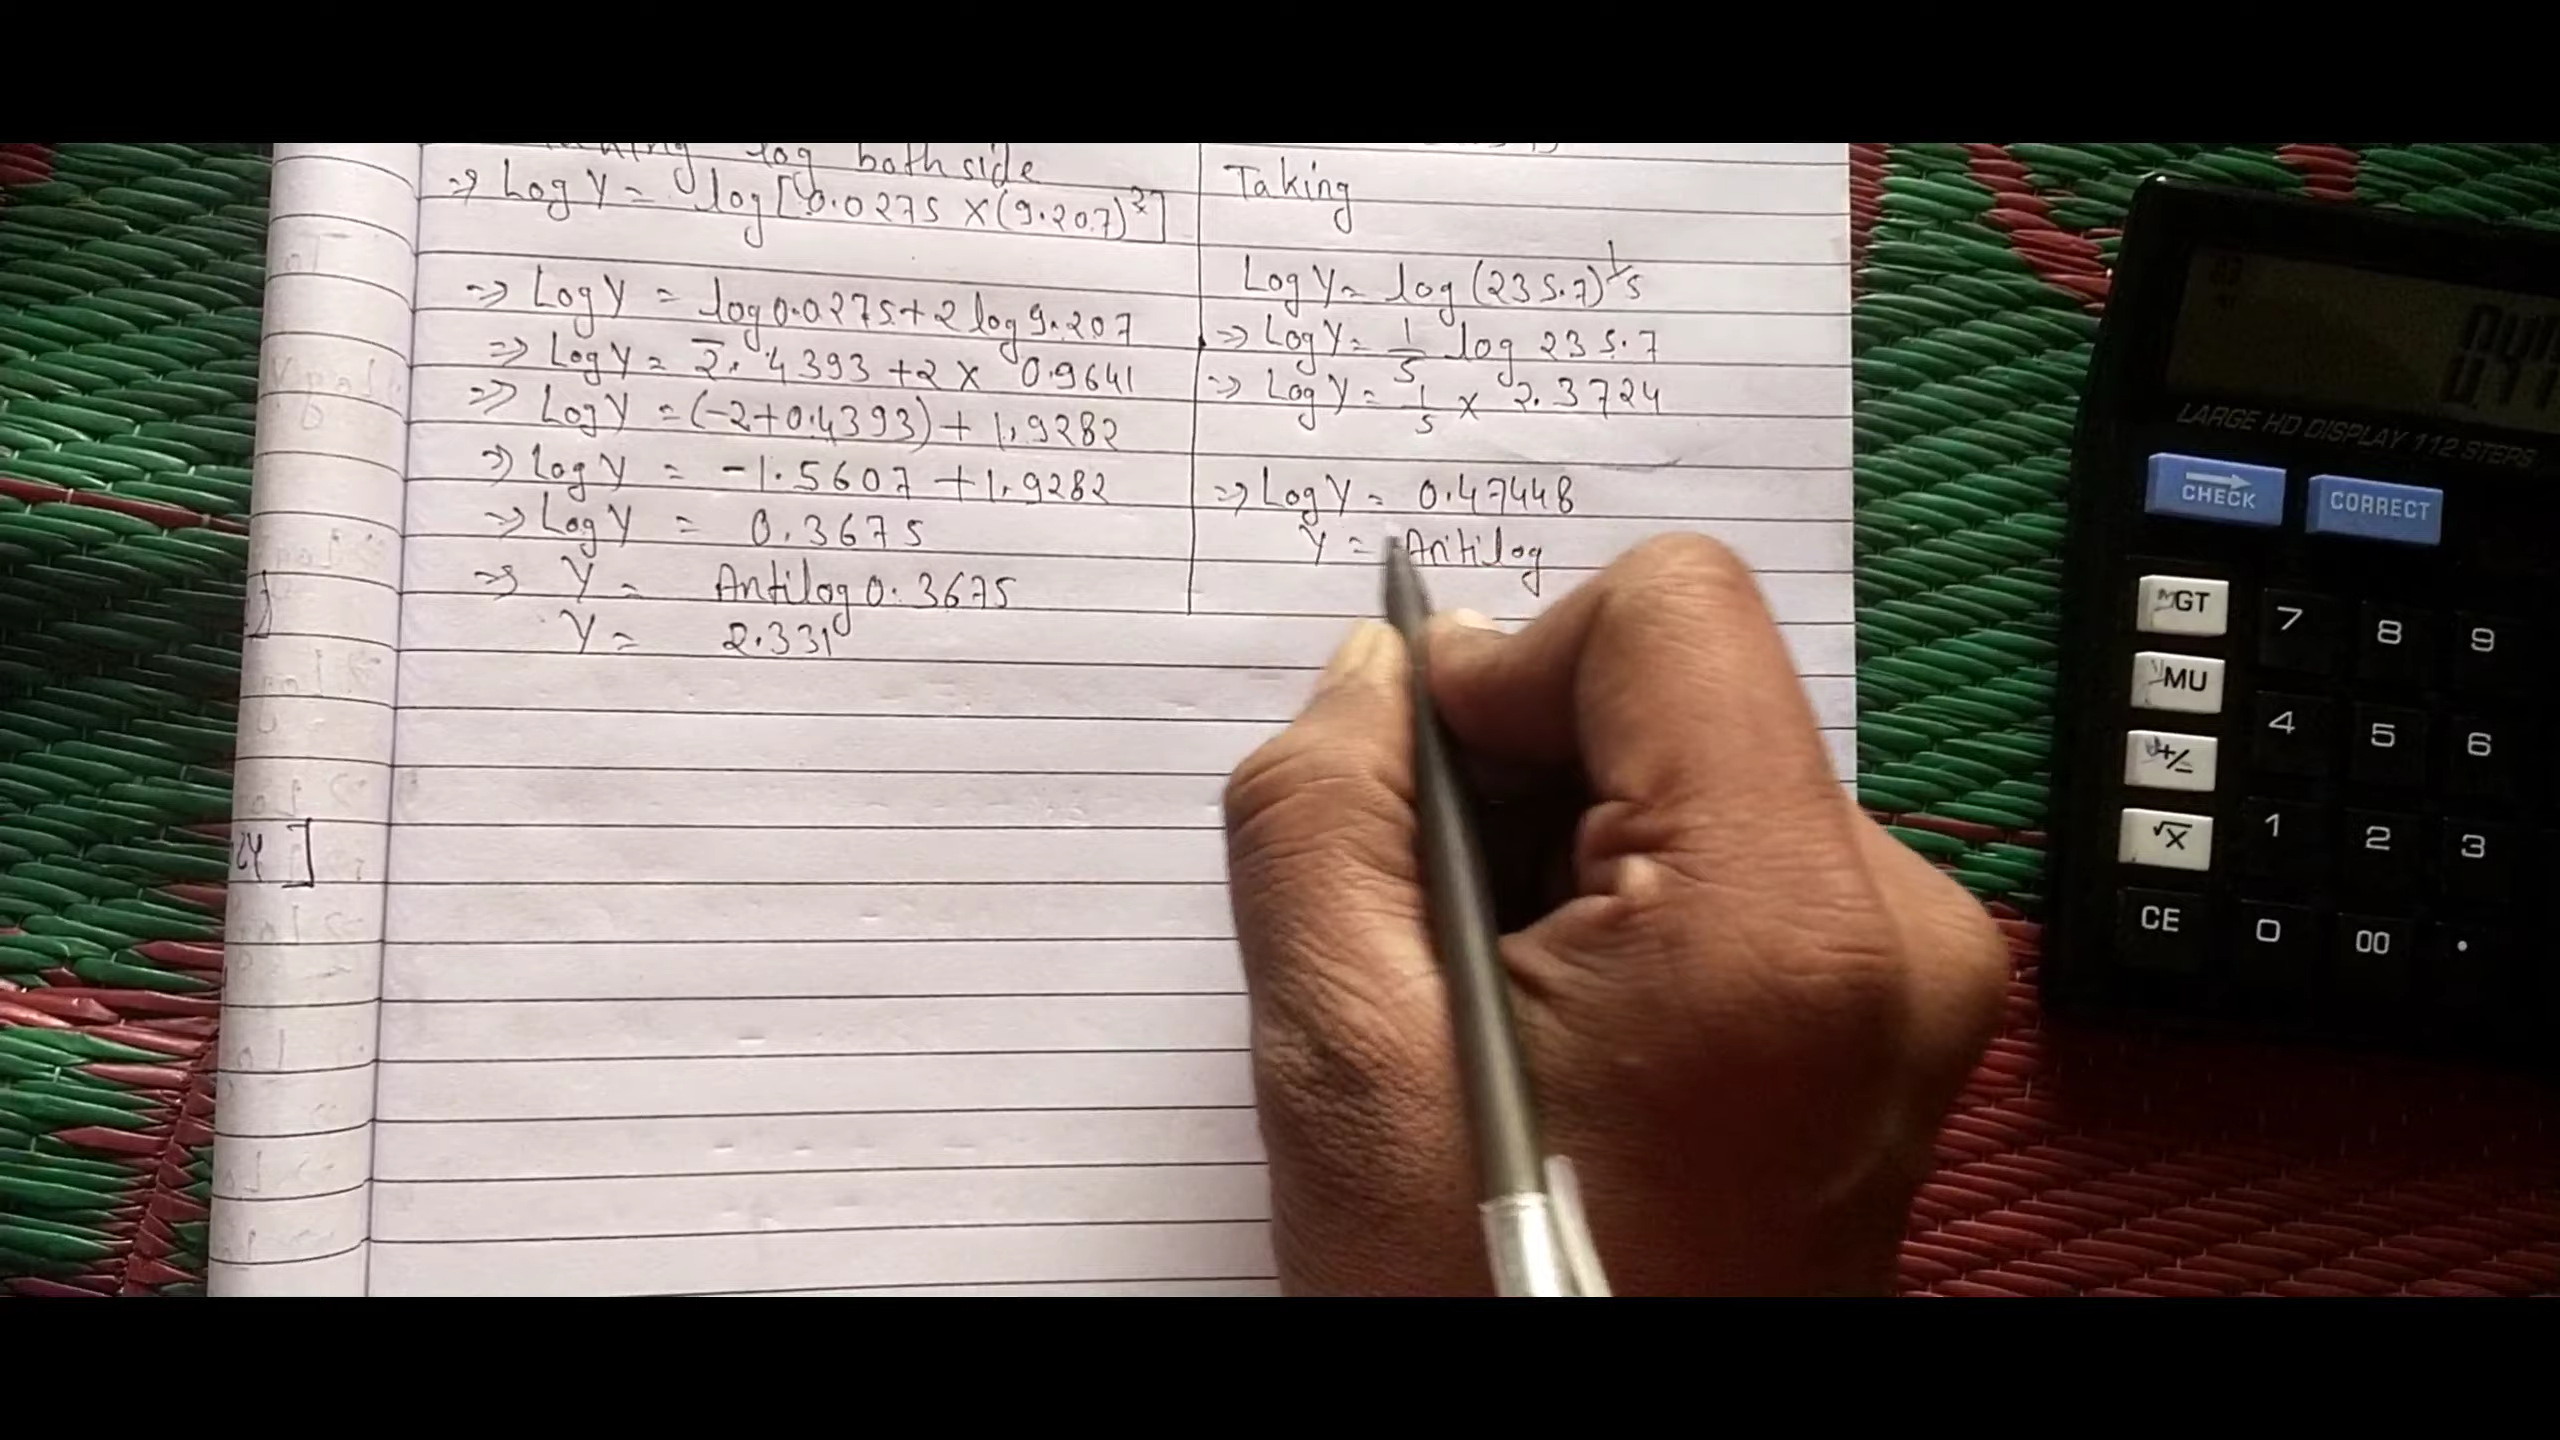 log both side
⇒ Log Y = log[0.0275 × (9.207)²]
⇒ Log Y = log 0.0275 + 2 log 9.207
⇒ Log Y = 2̅.4393 + 2 × 0.9641
⇒ Log Y = (-2+0.4393) + 1.9282
⇒ Log Y = -1.5607 + 1.9282
⇒ Log Y = 0.3675
⇒ Y = Antilog 0.3675
Y = 2.331
Taking
Log Y = log (235.7)^1/5
⇒ Log Y = 1/5 log 235.7
⇒ Log Y = 1/5 × 2.3724
⇒ Log Y = 0.47448
Y = Antilog
]
LARGE HD DISPLAY 112 STEPS
CHECK CORRECT
GT 7 8 9
MU 4 5 6
+/- 1 2 3
√X
CE 0 00 .